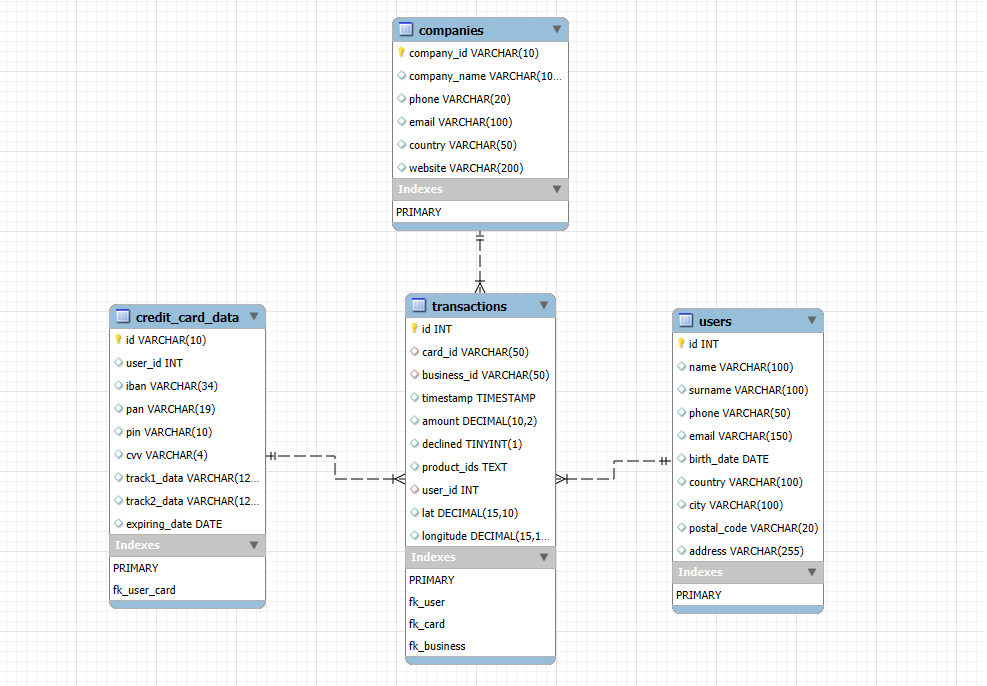 companies
company_id VARCHAR(10)
company_name VARCHAR(10...
phone VARCHAR(20)
email VARCHAR(100)
country VARCHAR(50)
website VARCHAR(200)
Indexes
PRIMARY
credit_card_data
id VARCHAR(10)
user_id INT
iban VARCHAR(34)
pan VARCHAR(19)
pin VARCHAR(10)
cvv VARCHAR(4)
track1_data VARCHAR(12...
track2_data VARCHAR(12...
expiring_date DATE
Indexes
PRIMARY
fk_user_card
transactions
id INT
card_id VARCHAR(50)
business_id VARCHAR(50)
timestamp TIMESTAMP
amount DECIMAL(10,2)
declined TINYINT(1)
product_ids TEXT
user_id INT
lat DECIMAL(15,10)
longitude DECIMAL(15,1...
Indexes
PRIMARY
fk_user
fk_card
fk_business
users
id INT
name VARCHAR(100)
surname VARCHAR(100)
phone VARCHAR(50)
email VARCHAR(150)
birth_date DATE
country VARCHAR(100)
city VARCHAR(100)
postal_code VARCHAR(20)
address VARCHAR(255)
Indexes
PRIMARY